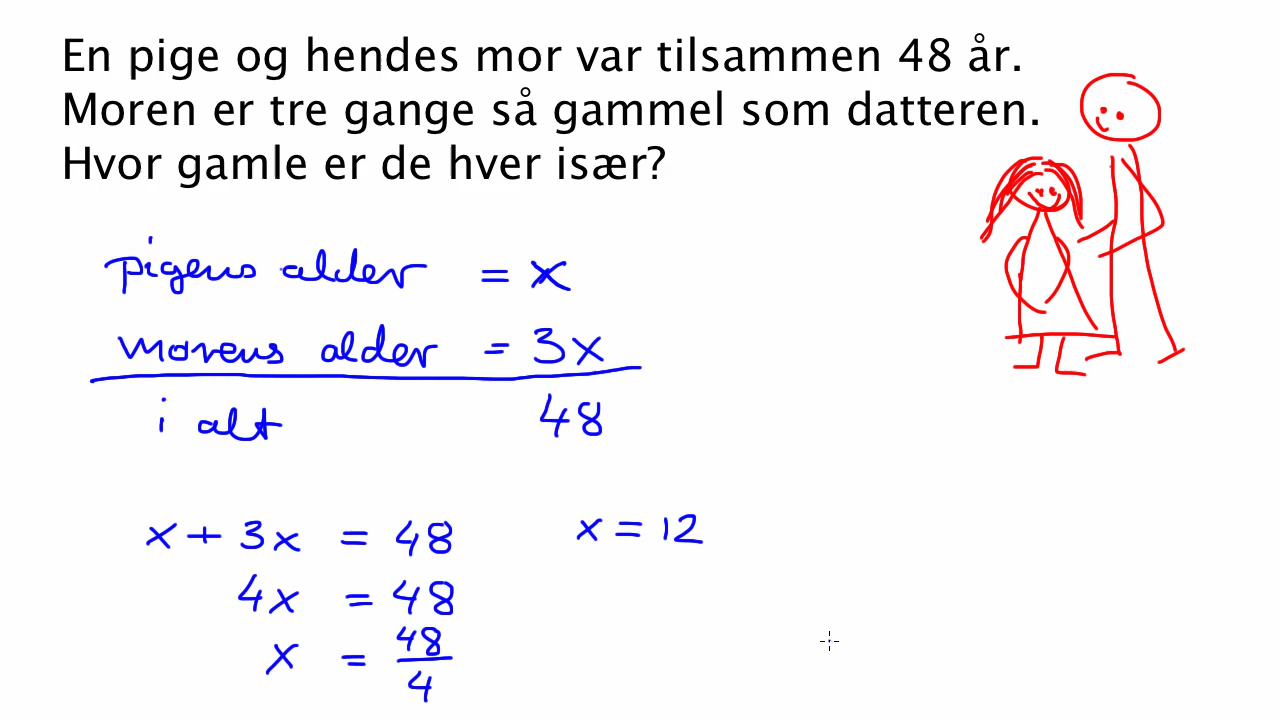 En pige og hendes mor var tilsammen 48 år.
Moren er tre gange så gammel som datteren.
Hvor gamle er de hver især?
pigens alder = x
morens alder = 3x
i alt 48
x + 3x = 48
4x = 48
x = 48/4
x = 12